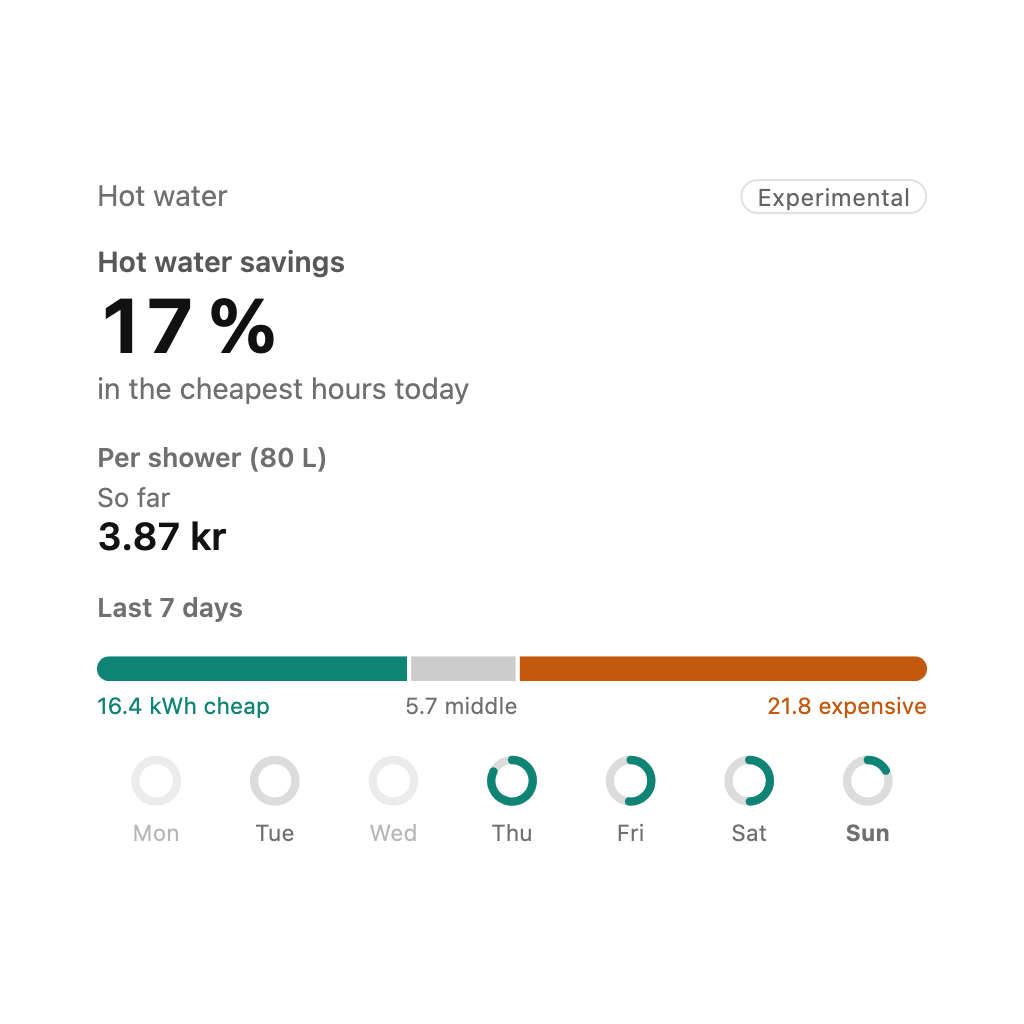 Hot water
Experimental
Hot water savings
17 %
in the cheapest hours today
Per shower (80 L)
So far
3.87 kr
Last 7 days
16.4 kWh cheap
5.7 middle
21.8 expensive
Mon
Tue
Wed
Thu
Fri
Sat
Sun